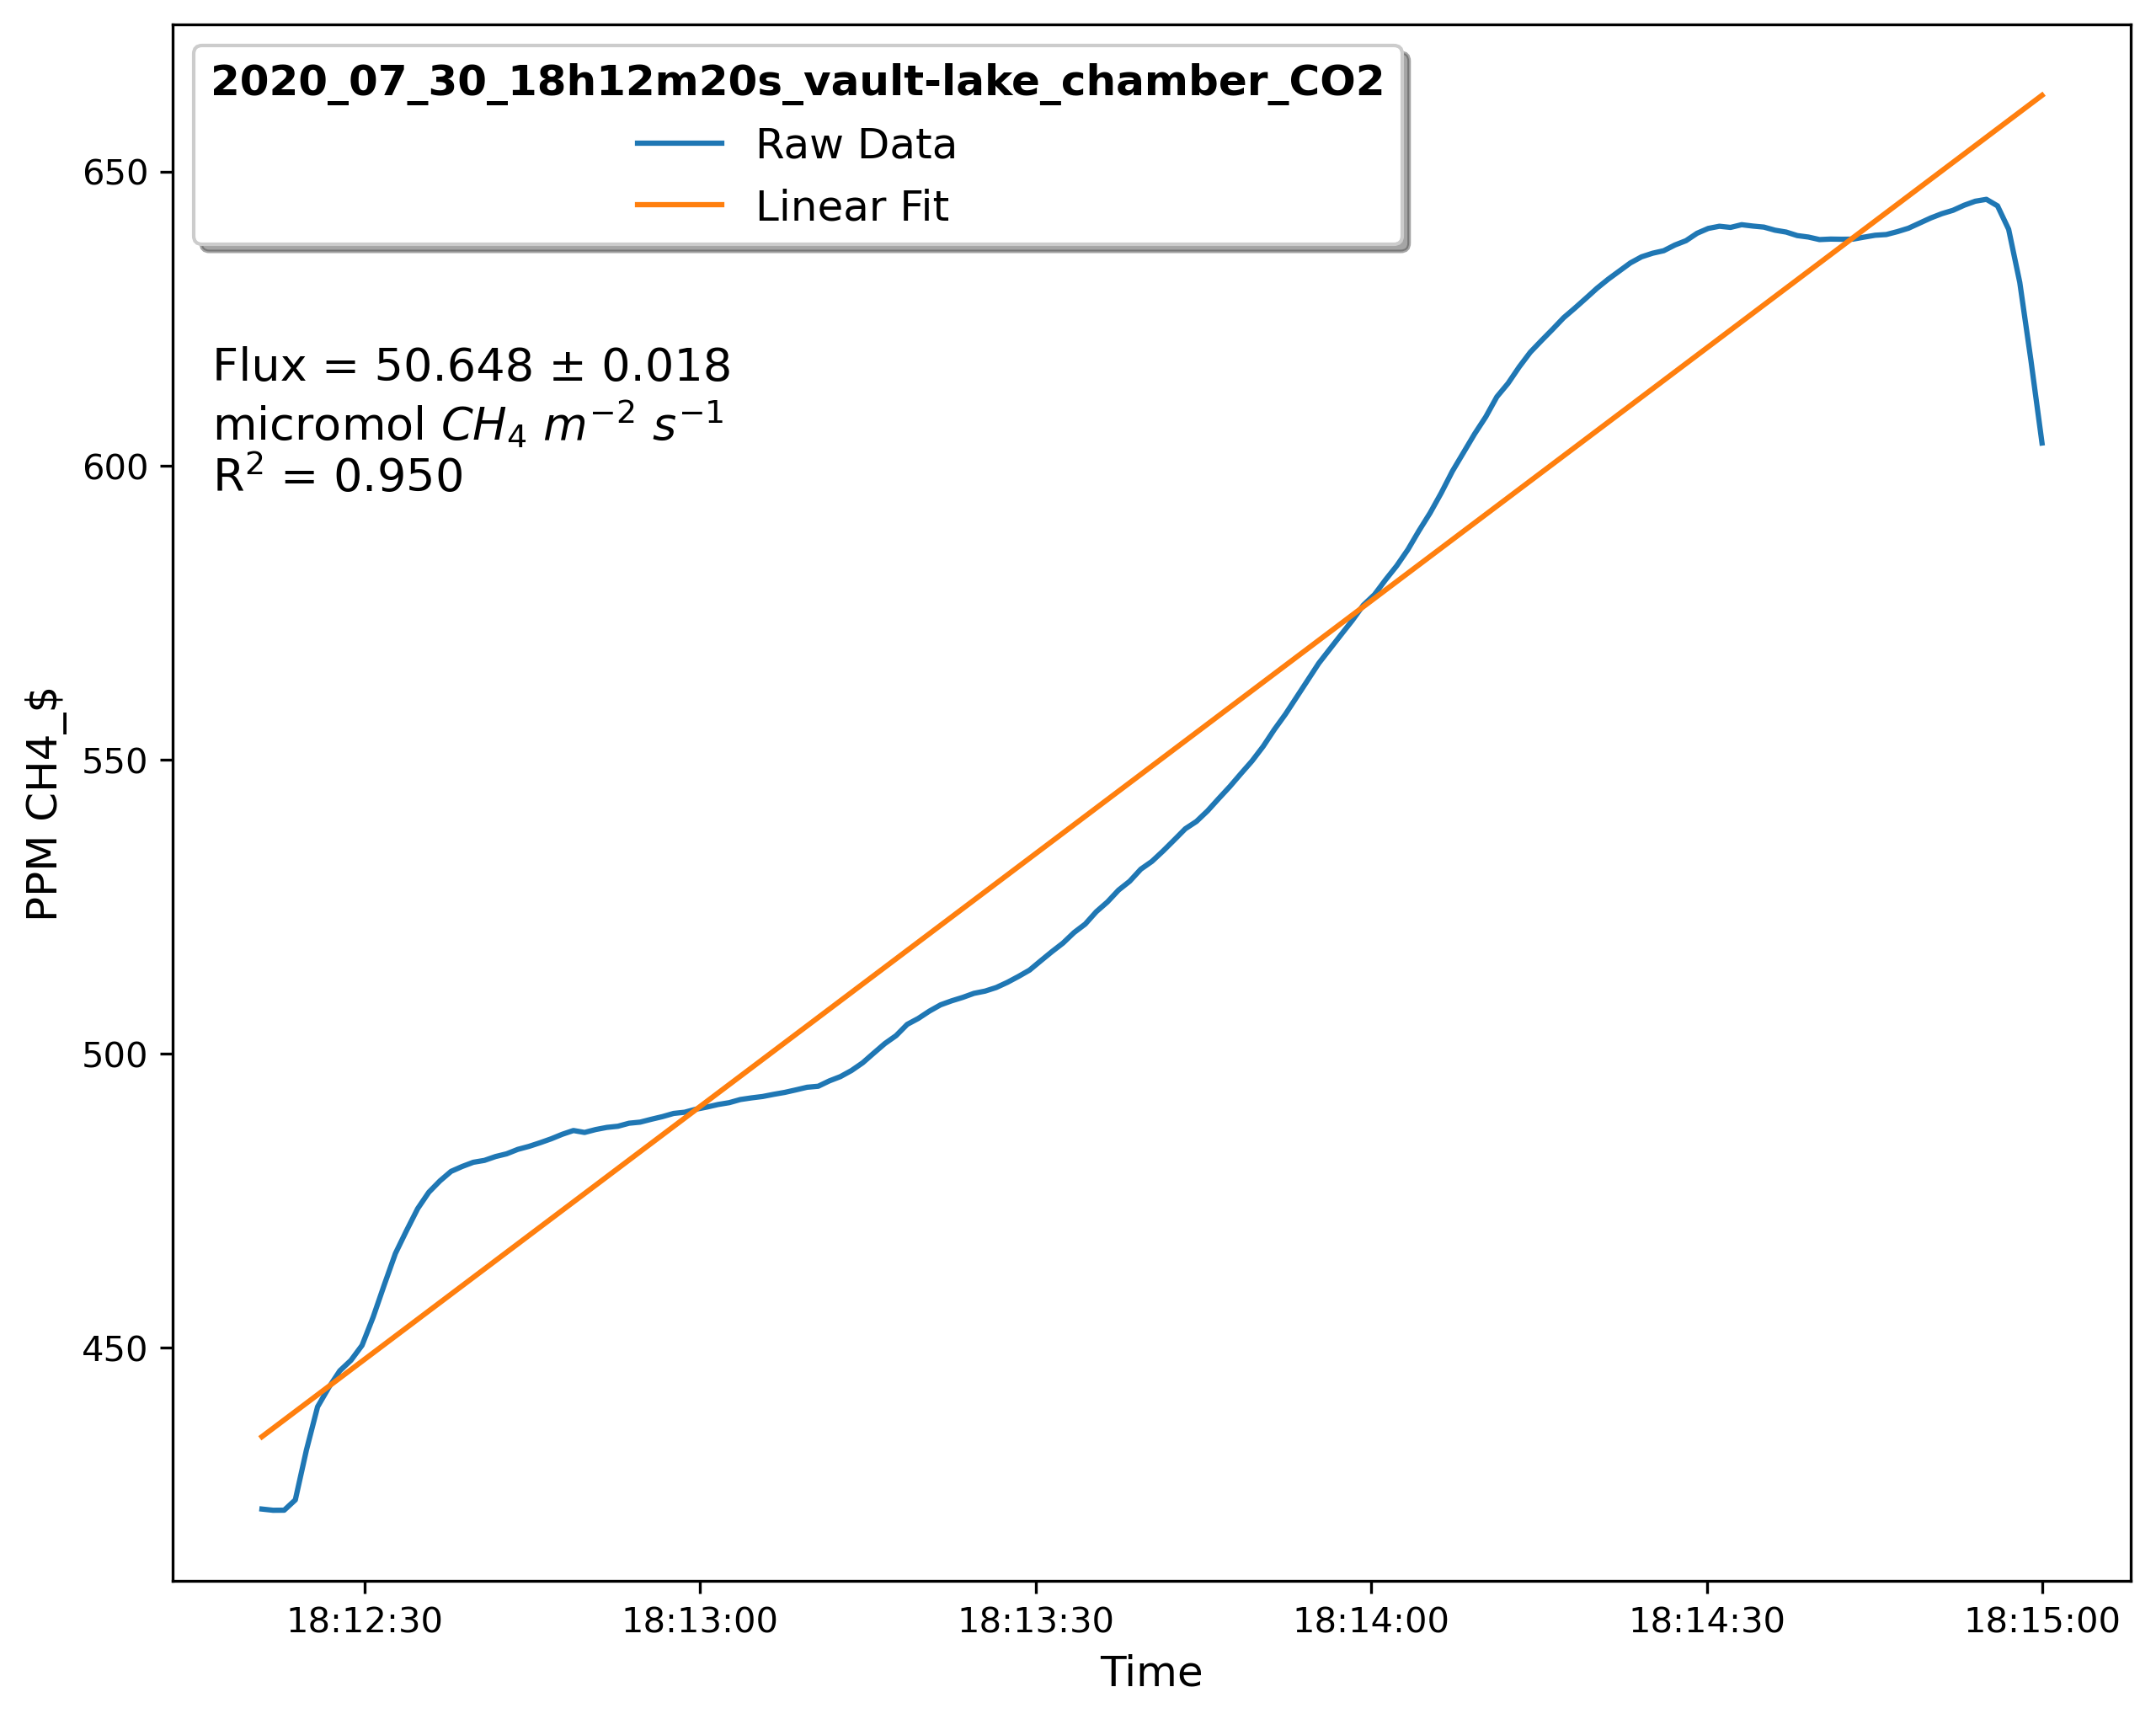 2020_07_30_18h12m20s_vault-lake_chamber_CO2
Raw Data
Linear Fit
Flux = 50.648 ± 0.018
micromol CH₄ m⁻² s⁻¹
R² = 0.950
650
600
550
500
450
PPM CH4_$
18:12:30 18:13:00 18:13:30 18:14:00 18:14:30 18:15:00
Time